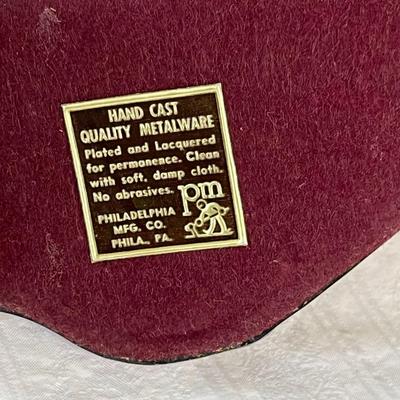 HAND CAST
QUALITY METALWARE
Plated and Lacquered
for permanence. Clean
with soft, damp cloth.
No abrasives.
pm
PHILADELPHIA
MFG. CO.
PHILA., PA.